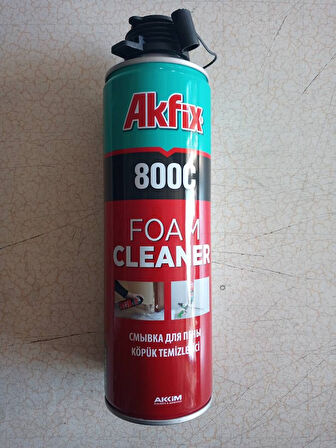 Akfix
800C
FOAM
CLEANER
СМЫВКА ДЛЯ ПЕНЫ
KÖPÜK TEMİZLEYİCİ
AKKİM